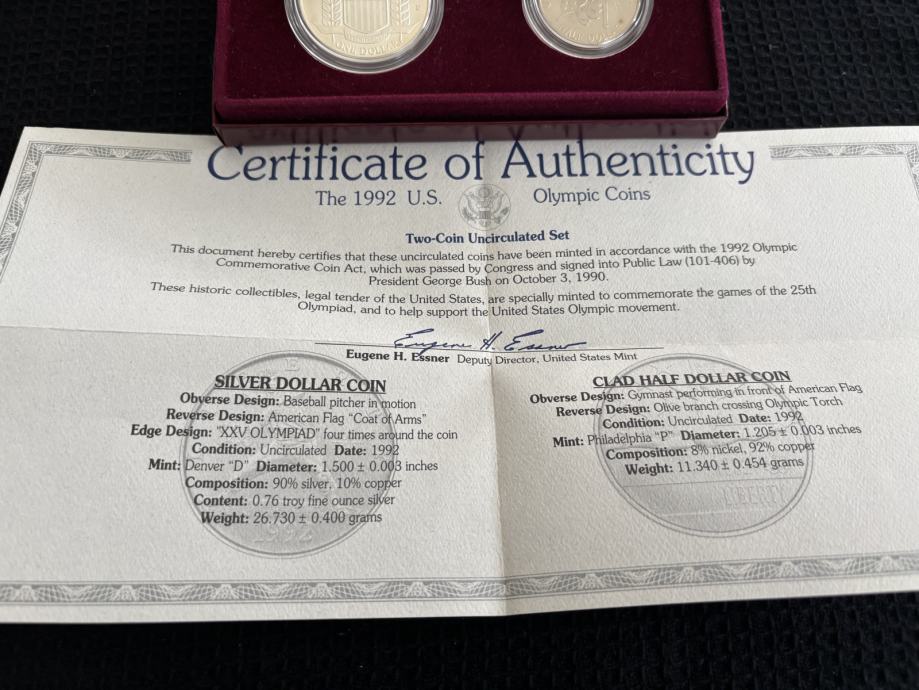 ONE DOLLAR
Certificate of Authenticity
The 1992 U.S. Olympic Coins
Two-Coin Uncirculated Set
This document hereby certifies that these uncirculated coins have been minted in accordance with the 1992 Olympic
Commemorative Coin Act, which was passed by Congress and signed into Public Law (101-406) by
President George Bush on October 3, 1990.
These historic collectibles, legal tender of the United States, are specially minted to commemorate the games of the 25th
Olympiad, and to help support the United States Olympic movement.
Eugene H. Essner
Eugene H. Essner Deputy Director, United States Mint
SILVER DOLLAR COIN
Obverse Design: Baseball pitcher in motion
Reverse Design: American Flag “Coat of Arms”
Edge Design: “XXV OLYMPIAD” four times around the coin
Condition: Uncirculated Date: 1992
Mint: Denver “D” Diameter: 1.500 ± 0.003 inches
Composition: 90% silver, 10% copper
Content: 0.76 troy fine ounce silver
Weight: 26.730 ± 0.400 grams
1992
CLAD HALF DOLLAR COIN
Obverse Design: Gymnast performing in front of American Flag
Reverse Design: Olive branch crossing Olympic Torch
Condition: Uncirculated Date: 1992
Mint: Philadelphia “P” Diameter: 1.205 ± 0.003 inches
Composition: 8% nickel, 92% copper
Weight: 11.340 ± 0.454 grams
LIBERTY